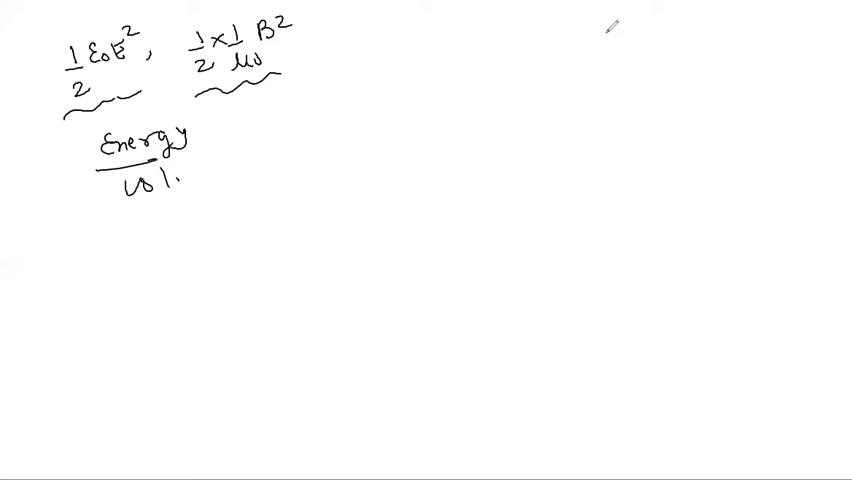 1/2 ε₀E², 1/2 × 1/μ₀ B²
Energy
vol.